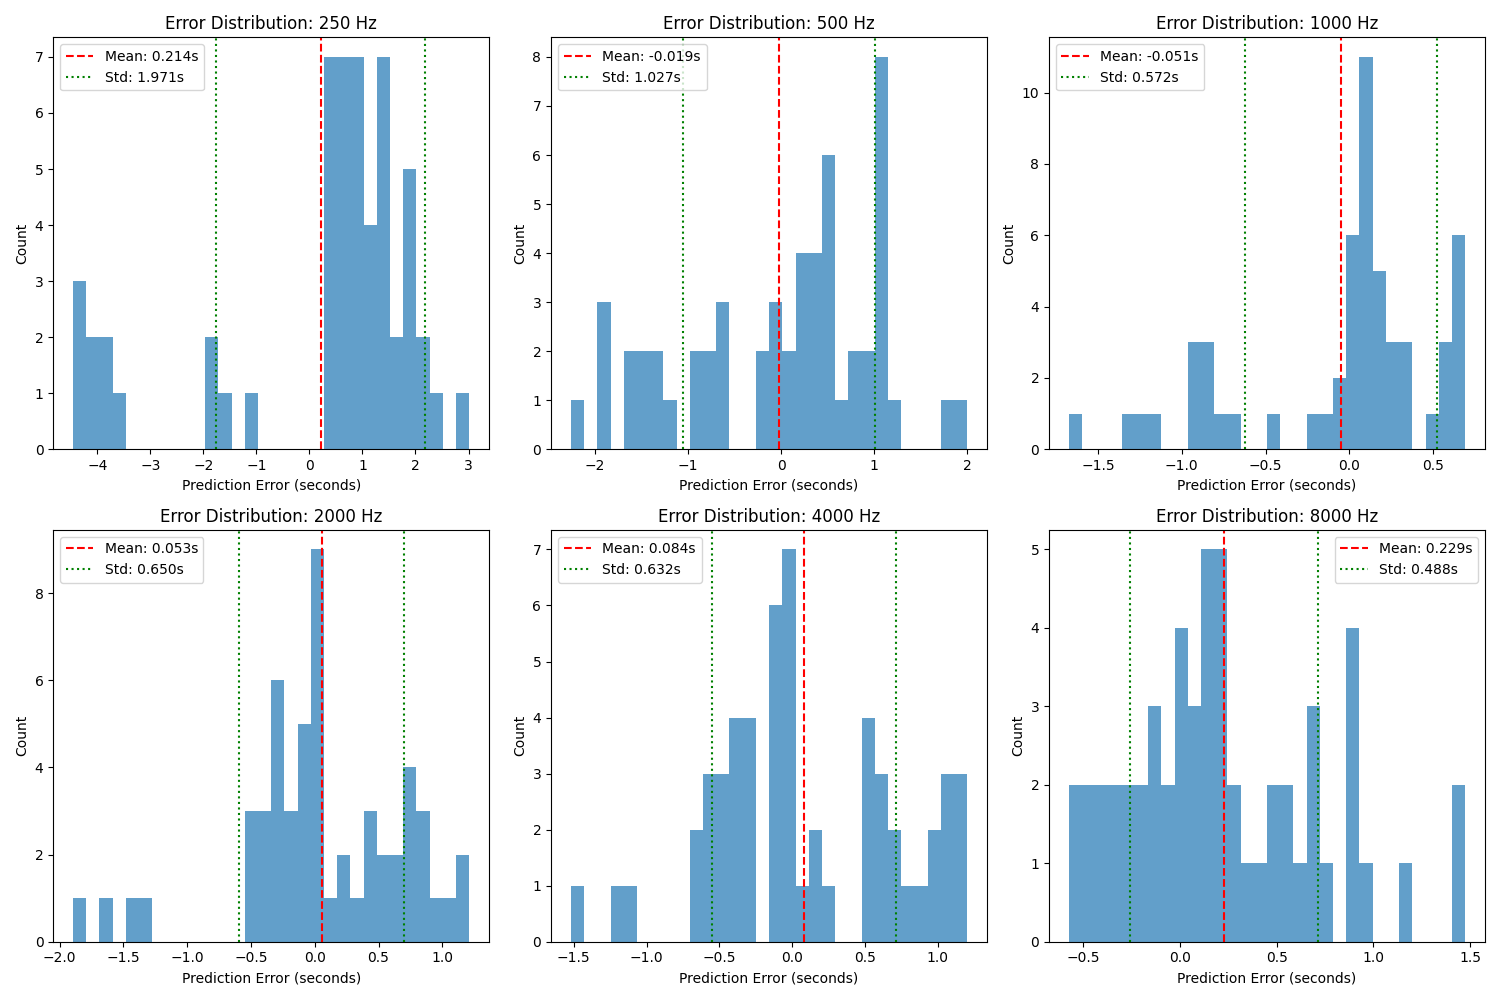 Error Distribution: 250 Hz
Mean: 0.214s
Std: 1.971s
Count
7
6
5
4
3
2
1
0
−4 −3 −2 −1 0 1 2 3
Prediction Error (seconds)
Error Distribution: 500 Hz
Mean: -0.019s
Std: 1.027s
Count
8
7
6
5
4
3
2
1
0
−2 −1 0 1 2
Prediction Error (seconds)
Error Distribution: 1000 Hz
Mean: -0.051s
Std: 0.572s
Count
10
8
6
4
2
0
−1.5 −1.0 −0.5 0.0 0.5
Prediction Error (seconds)
Error Distribution: 2000 Hz
Mean: 0.053s
Std: 0.650s
Count
8
6
4
2
0
−2.0 −1.5 −1.0 −0.5 0.0 0.5 1.0
Prediction Error (seconds)
Error Distribution: 4000 Hz
Mean: 0.084s
Std: 0.632s
Count
7
6
5
4
3
2
1
0
−1.5 −1.0 −0.5 0.0 0.5 1.0
Prediction Error (seconds)
Error Distribution: 8000 Hz
Mean: 0.229s
Std: 0.488s
Count
5
4
3
2
1
0
−0.5 0.0 0.5 1.0 1.5
Prediction Error (seconds)